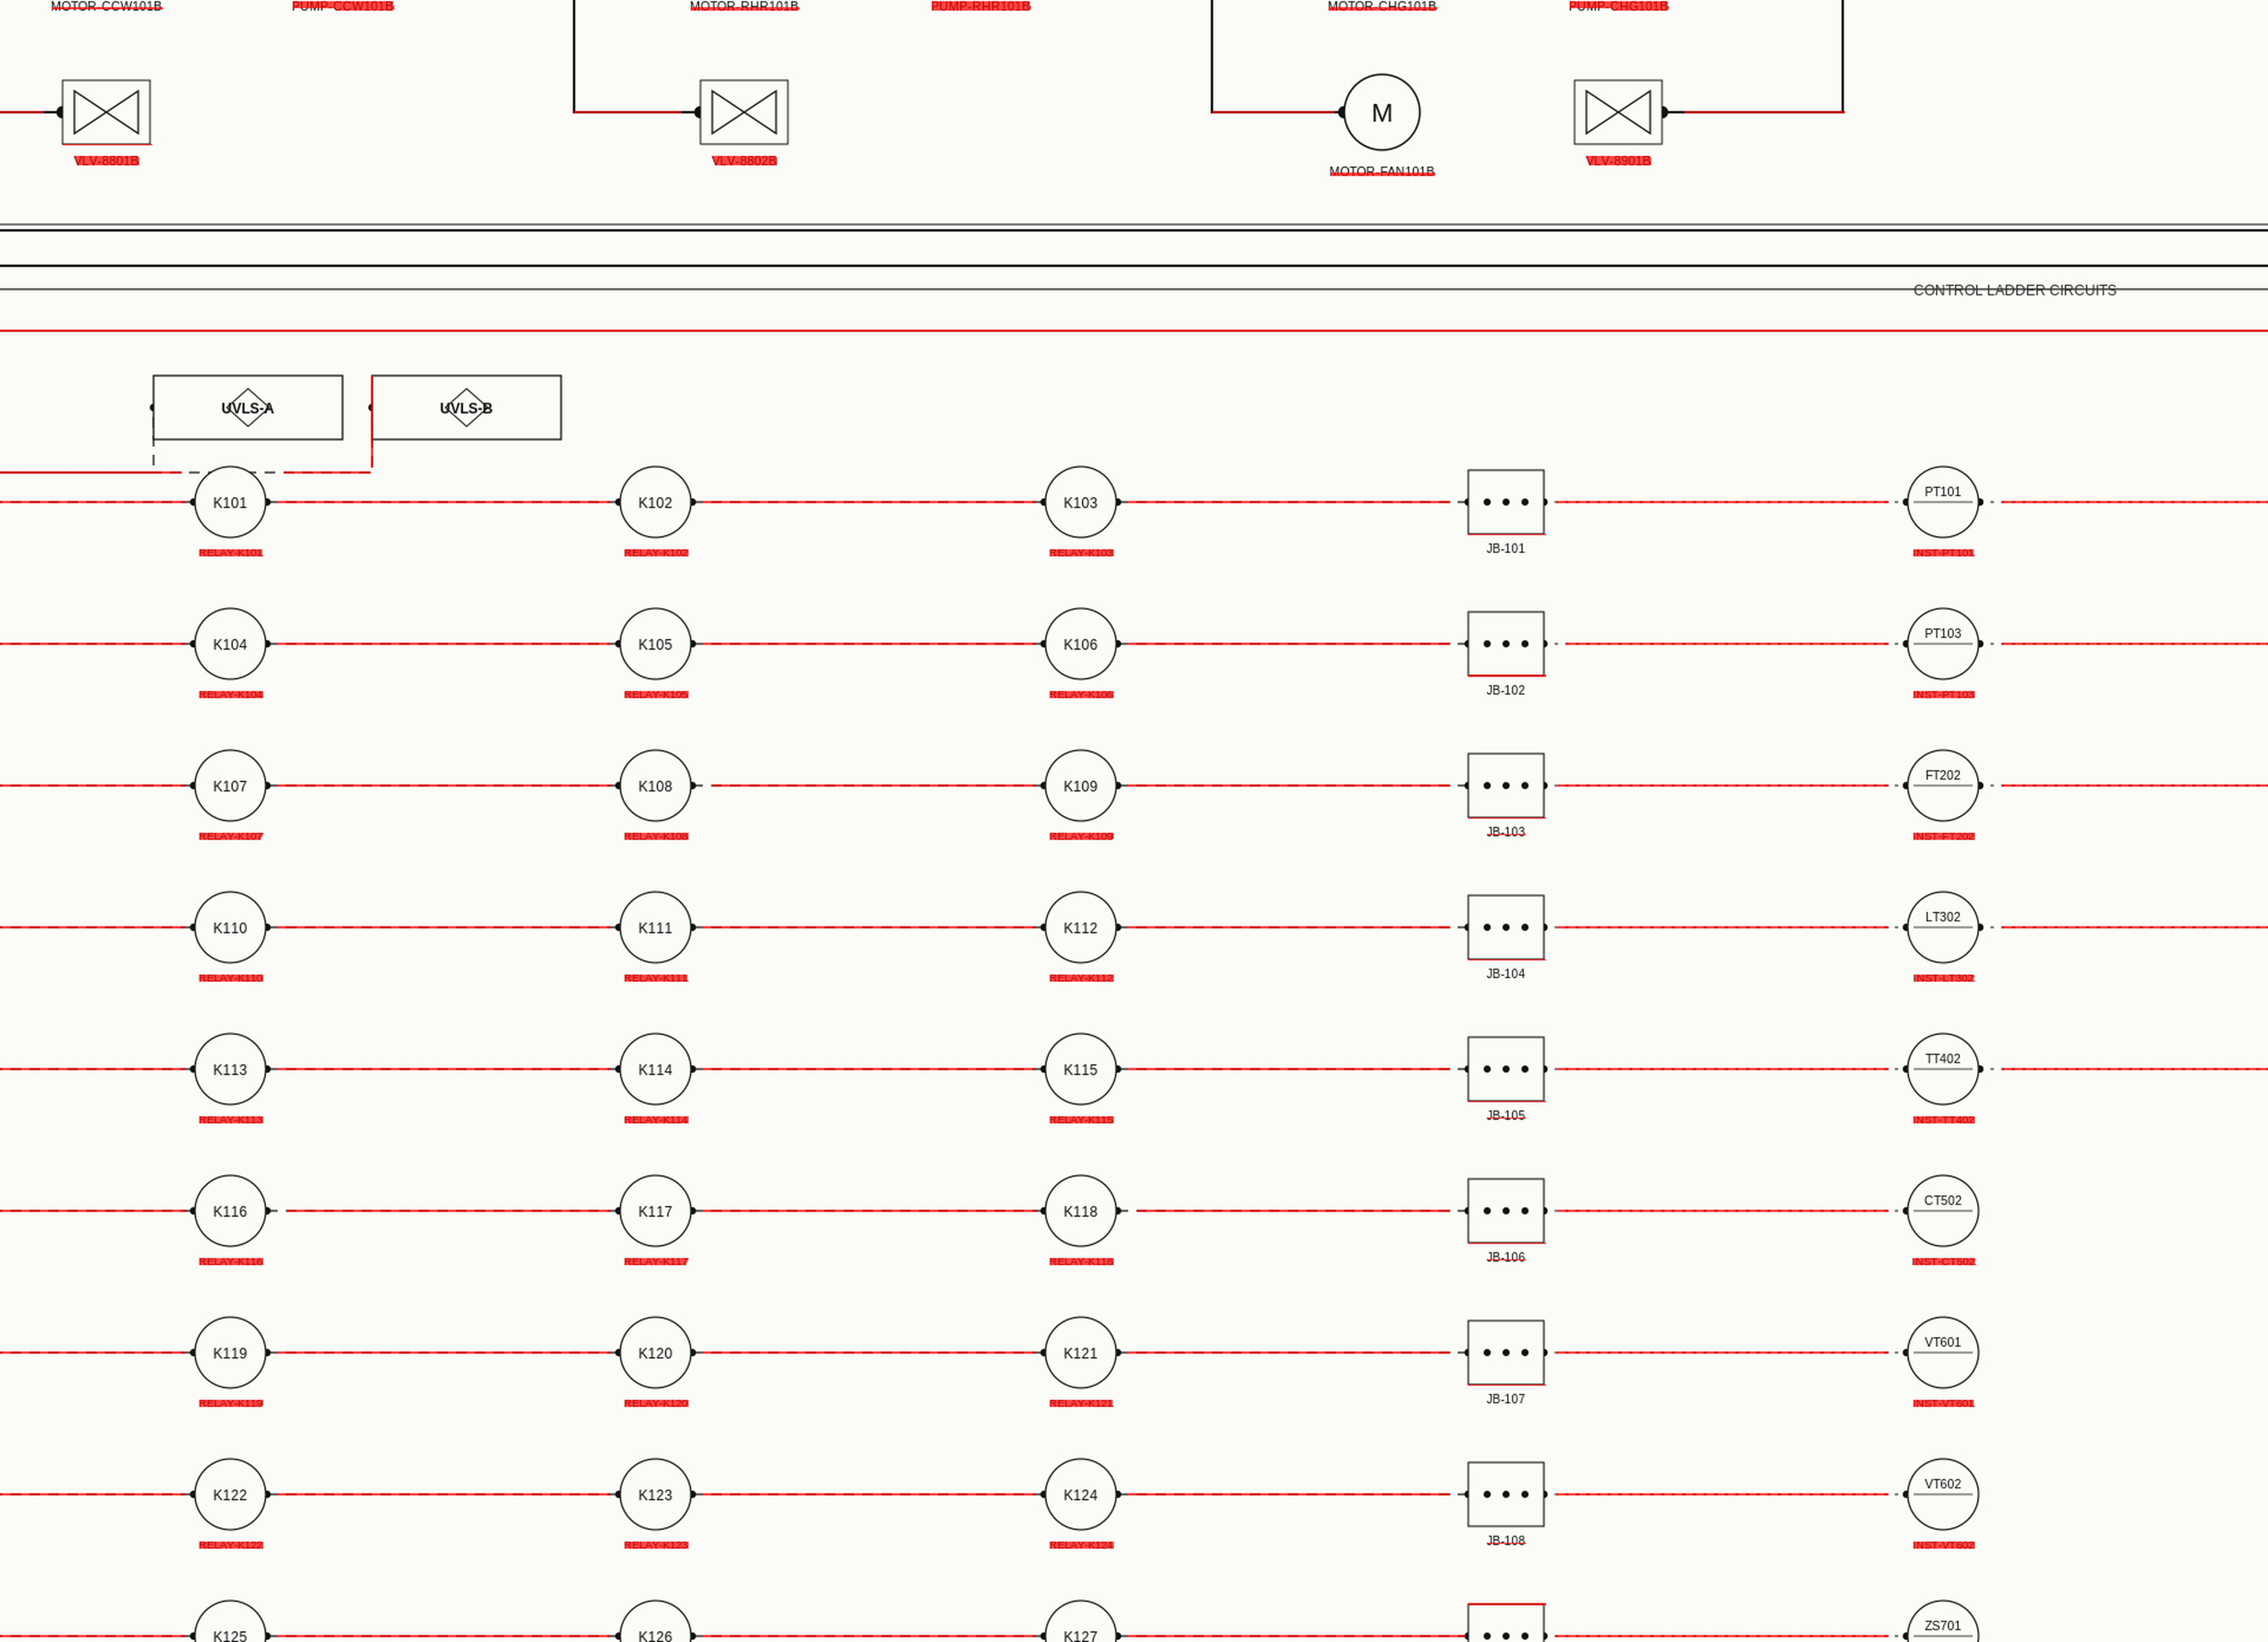 MOTOR-CCW101B PUMP-CCW101B MOTOR-RHR101B PUMP-RHR101B MOTOR-CHG101B PUMP-CHG101B
M
VLV-8801B VLV-8802B MOTOR-FAN101B VLV-8901B
CONTROL LADDER CIRCUITS
UVLS-A UVLS-B
K101 K102 K103 PT101
RELAY-K101 RELAY-K102 RELAY-K103 JB-101 INST-PT101
K104 K105 K106 PT103
RELAY-K104 RELAY-K105 RELAY-K106 JB-102 INST-PT103
K107 K108 K109 FT202
RELAY-K107 RELAY-K108 RELAY-K109 JB-103 INST-FT202
K110 K111 K112 LT302
RELAY-K110 RELAY-K111 RELAY-K112 JB-104 INST-LT302
K113 K114 K115 TT402
RELAY-K113 RELAY-K114 RELAY-K115 JB-105 INST-TT402
K116 K117 K118 CT502
RELAY-K116 RELAY-K117 RELAY-K118 JB-106 INST-CT502
K119 K120 K121 VT601
RELAY-K119 RELAY-K120 RELAY-K121 JB-107 INST-VT601
K122 K123 K124 VT602
RELAY-K122 RELAY-K123 RELAY-K124 JB-108 INST-VT602
K125 K126 K127 ZS701